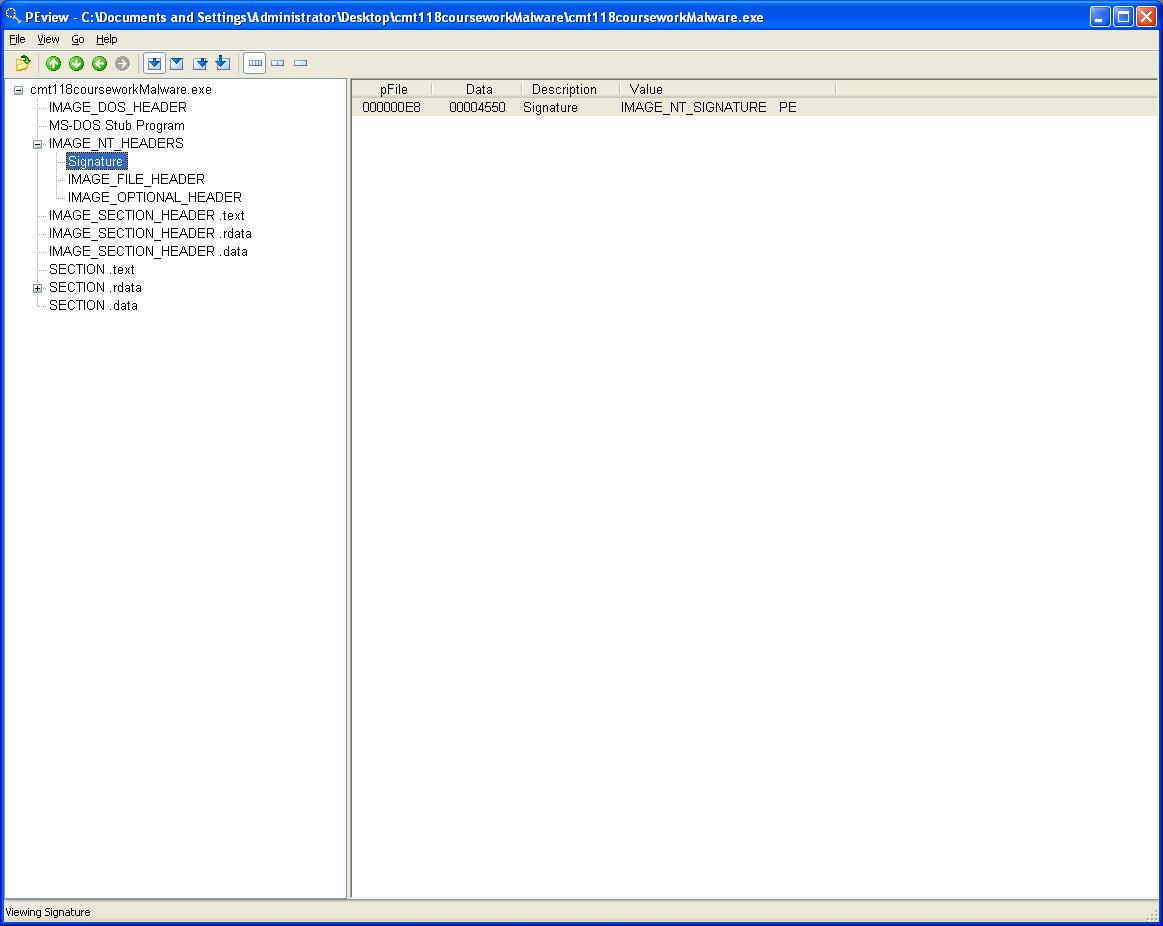 PEview - C:\Documents and Settings\Administrator\Desktop\cmt118courseworkMalware\cmt118courseworkMalware.exe
File View Go Help
cmt118courseworkMalware.exe
IMAGE_DOS_HEADER
MS-DOS Stub Program
IMAGE_NT_HEADERS
Signature
IMAGE_FILE_HEADER
IMAGE_OPTIONAL_HEADER
IMAGE_SECTION_HEADER .text
IMAGE_SECTION_HEADER .rdata
IMAGE_SECTION_HEADER .data
SECTION .text
SECTION .rdata
SECTION .data
pFile Data Description Value
000000E8 00004550 Signature IMAGE_NT_SIGNATURE PE
Viewing Signature